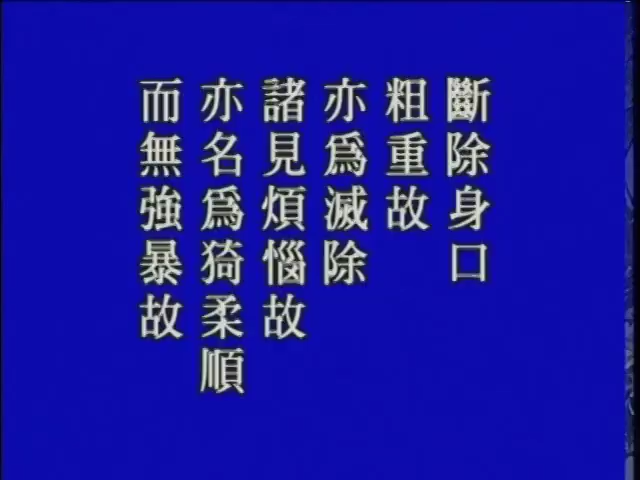 斷除身口
粗重故
亦爲滅除
諸見煩惱故
亦名爲猗柔順
而無強暴故